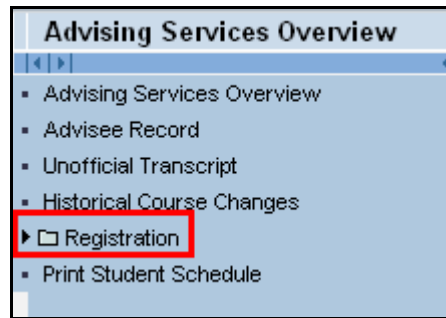 Advising Services Overview
Advising Services Overview
Advisee Record
Unofficial Transcript
Historical Course Changes
Registration
Print Student Schedule